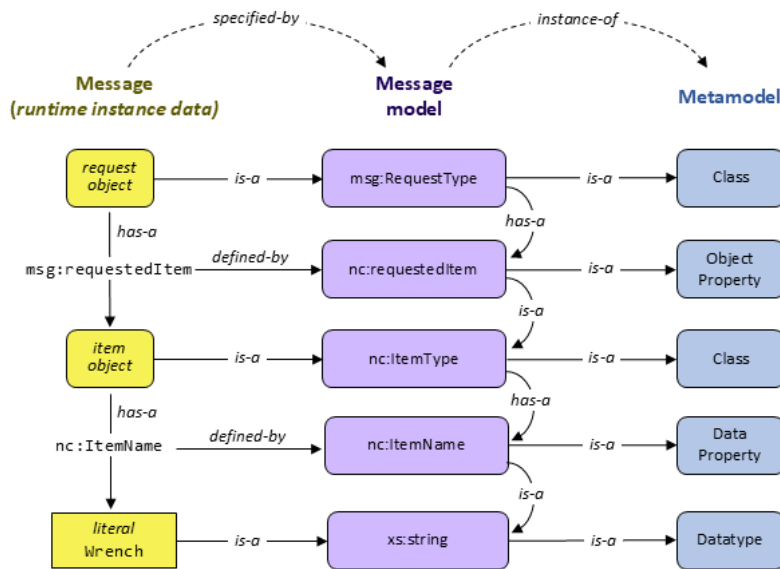 specified-by
instance-of
Message
(runtime instance data)
Message
model
Metamodel
request
object
is-a
msg:RequestType
is-a
Class
has-a
has-a
msg:requestedItem
defined-by
nc:requestedItem
is-a
Object
Property
is-a
item
object
is-a
nc:ItemType
is-a
Class
has-a
has-a
nc:ItemName
defined-by
nc:ItemName
is-a
Data
Property
is-a
literal
Wrench
is-a
xs:string
is-a
Datatype